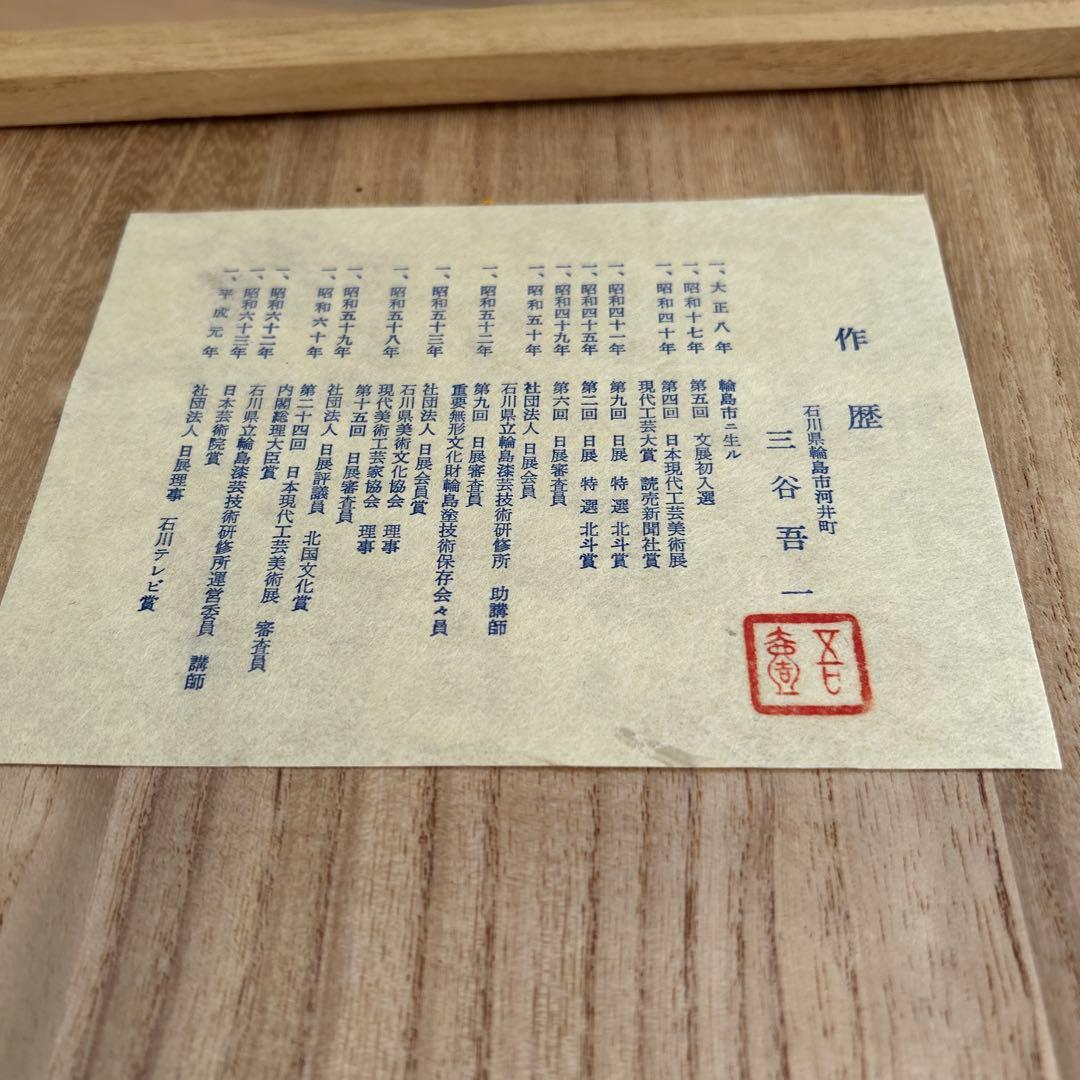 作歴
石川県輪島市河井町
三谷吾一
一、大正八年 輪島市ニ生ル
一、昭和十七年 第五回 文展初入選
一、昭和四十年 第四回 日本現代工芸美術展
現代工芸大賞 読売新聞社賞
一、昭和四十一年 第九回 日展 特選 北斗賞
一、昭和四十五年 第二回 日展 特選 北斗賞
一、昭和四十九年 第六回 日展審査員
一、昭和五十年 社団法人 日展会員
石川県立輪島漆芸技術研修所 助講師
一、昭和五十二年 第九回 日展審査員
重要無形文化財輪島塗技術保存会々員
一、昭和五十三年 社団法人 日展会員賞
石川県美術文化協会 理事
一、昭和五十八年 現代美術工芸家協会 理事
第十五回 日展審査員
一、昭和五十九年 社団法人 日展評議員 北国文化賞
一、昭和六十年 第二十四回 日本現代工芸美術展 審査員
内閣総理大臣賞
一、昭和六十二年 石川県立輪島漆芸技術研修所運営委員 講師
一、昭和六十三年 日本芸術院賞
一、平成元年 社団法人 日展理事 石川テレビ賞